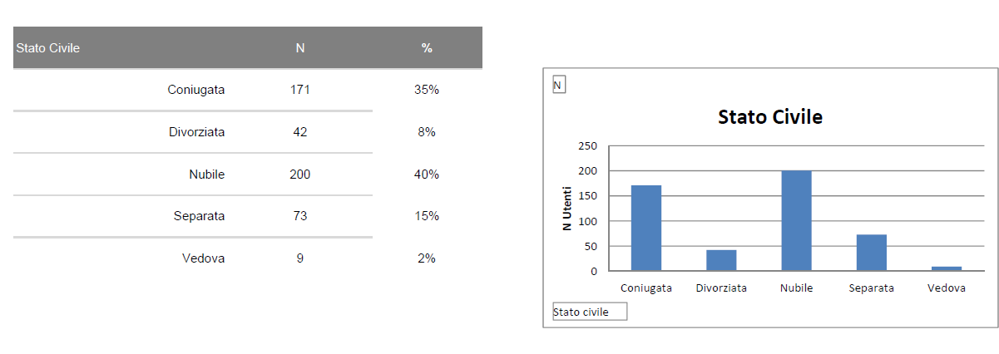 Stato Civile N %
Coniugata 171 35%
Divorziata 42 8%
Nubile 200 40%
Separata 73 15%
Vedova 9 2%
N
Stato Civile
N Utenti
250
200
150
100
50
0
Coniugata Divorziata Nubile Separata Vedova
Stato civile